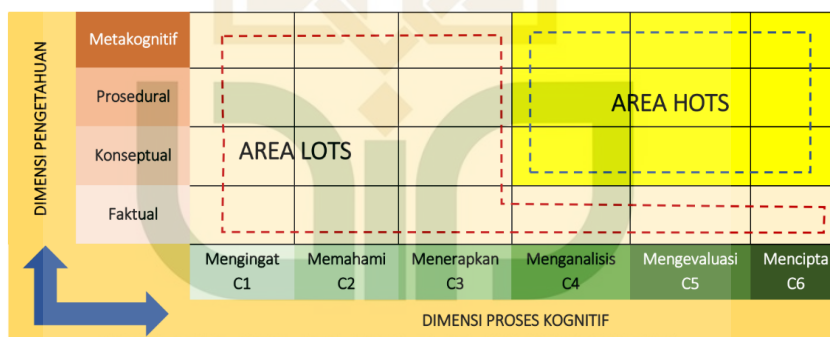 DIMENSI PENGETAHUAN
Metakognitif
Prosedural
Konseptual
Faktual
AREA LOTS
AREA HOTS
Mengingat
C1
Memahami
C2
Menerapkan
C3
Menganalisis
C4
Mengevaluasi
C5
Mencipta
C6
DIMENSI PROSES KOGNITIF